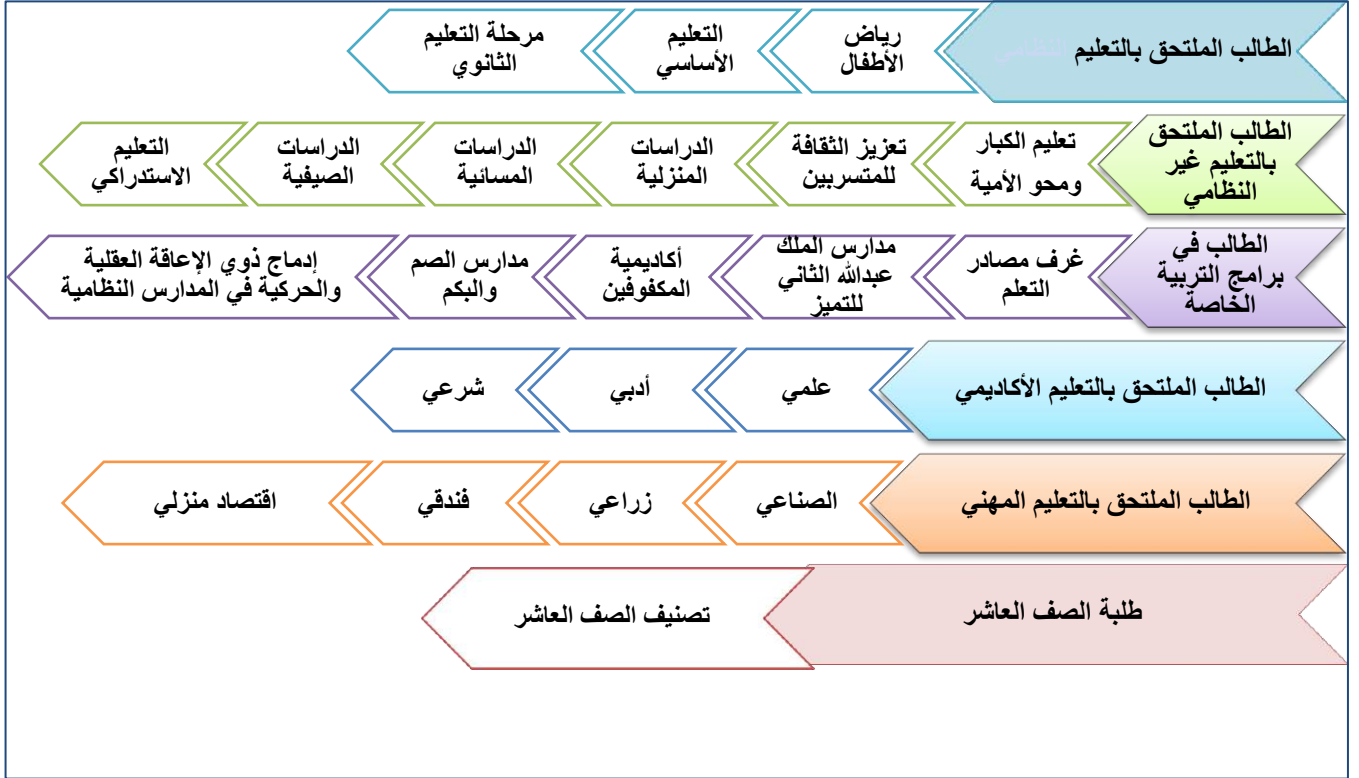 الطالب الملتحق بالتعليم النظامي
رياض
الأطفال
التعليم
الأساسي
مرحلة التعليم
الثانوي
الطالب الملتحق
بالتعليم غير
النظامي
تعليم الكبار
ومحو الأمية
تعزيز الثقافة
للمتسربين
الدراسات
المنزلية
الدراسات
المسائية
الدراسات
الصيفية
التعليم
الاستدراكي
الطالب في
برامج التربية
الخاصة
غرف مصادر
التعلم
مدارس الملك
عبدالله الثاني
للتميز
أكاديمية
المكفوفين
مدارس الصم
والبكم
إدماج ذوي الإعاقة العقلية
والحركية في المدارس النظامية
الطالب الملتحق بالتعليم الأكاديمي
علمي
أدبي
شرعي
الطالب الملتحق بالتعليم المهني
الصناعي
زراعي
فندقي
اقتصاد منزلي
طلبة الصف العاشر
تصنيف الصف العاشر